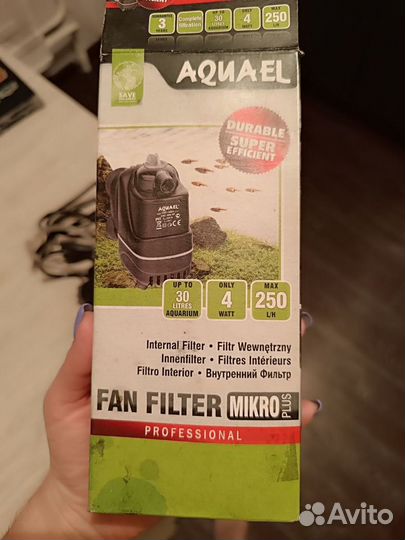 3
YEARS
Complete
filtration
UP TO
30
LITRES
ONLY
4
WATT
MAX
250
L/H
AQUAEL
SAVE
DURABLE
SUPER
EFFICIENT
AQUAEL
UP TO
30
LITRES
AQUARIUM
ONLY
4
WATT
MAX
250
L/H
Internal Filter • Filtr Wewnętrzny
Innenfilter • Filtres Intérieurs
Filtro Interior • Внутренний Фильтр
FAN FILTER MIKRO PLUS
PROFESSIONAL
Avito